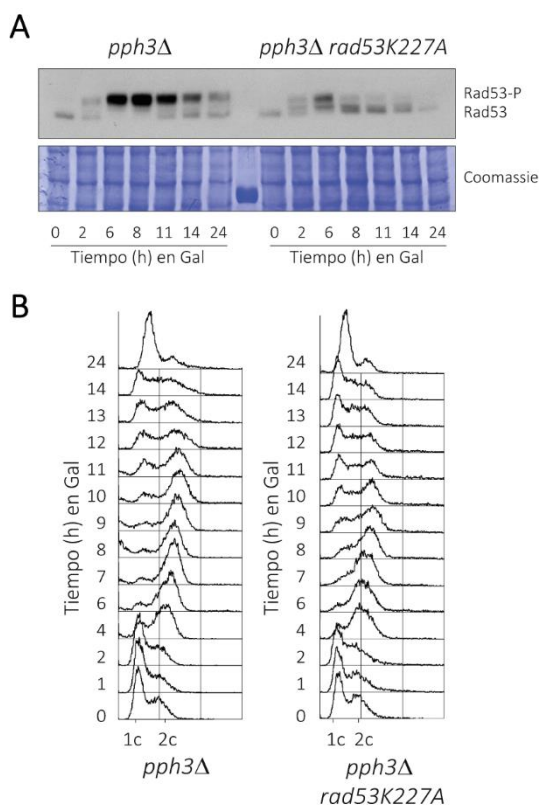 A
pph3Δ
pph3Δ rad53K227A
Rad53-P
Rad53
Coomassie
0 2 6 8 11 14 24 0 2 6 8 11 14 24
Tiempo (h) en Gal
Tiempo (h) en Gal
B
Tiempo (h) en Gal
24
14
13
12
11
10
9
8
7
6
4
2
1
0
1c 2c
pph3Δ
Tiempo (h) en Gal
24
14
13
12
11
10
9
8
7
6
4
2
1
0
1c 2c
pph3Δ
rad53K227A